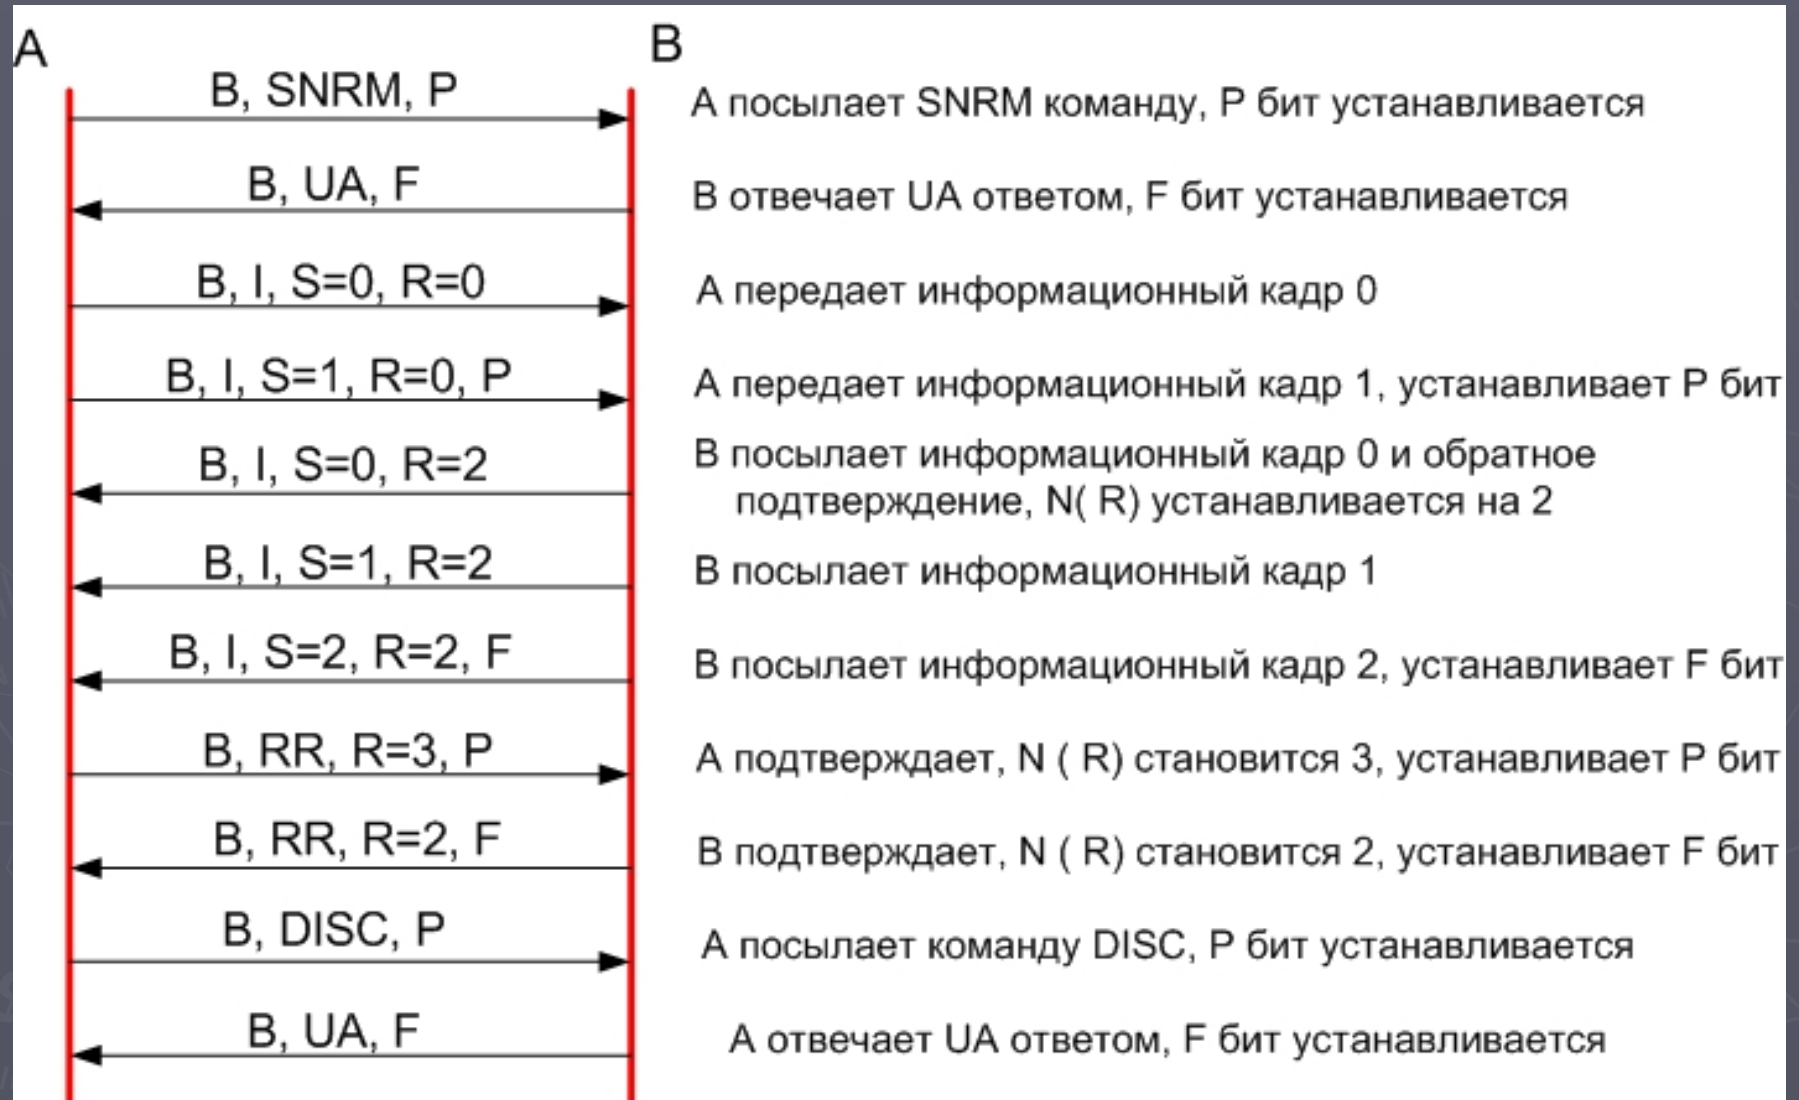 A
B
B, SNRM, P
A посылает SNRM команду, P бит устанавливается
B, UA, F
B отвечает UA ответом, F бит устанавливается
B, I, S=0, R=0
A передает информационный кадр 0
B, I, S=1, R=0, P
A передает информационный кадр 1, устанавливает P бит
B, I, S=0, R=2
B посылает информационный кадр 0 и обратное
подтверждение, N( R) устанавливается на 2
B, I, S=1, R=2
B посылает информационный кадр 1
B, I, S=2, R=2, F
B посылает информационный кадр 2, устанавливает F бит
B, RR, R=3, P
A подтверждает, N ( R) становится 3, устанавливает P бит
B, RR, R=2, F
B подтверждает, N ( R) становится 2, устанавливает F бит
B, DISC, P
A посылает команду DISC, P бит устанавливается
B, UA, F
A отвечает UA ответом, F бит устанавливается